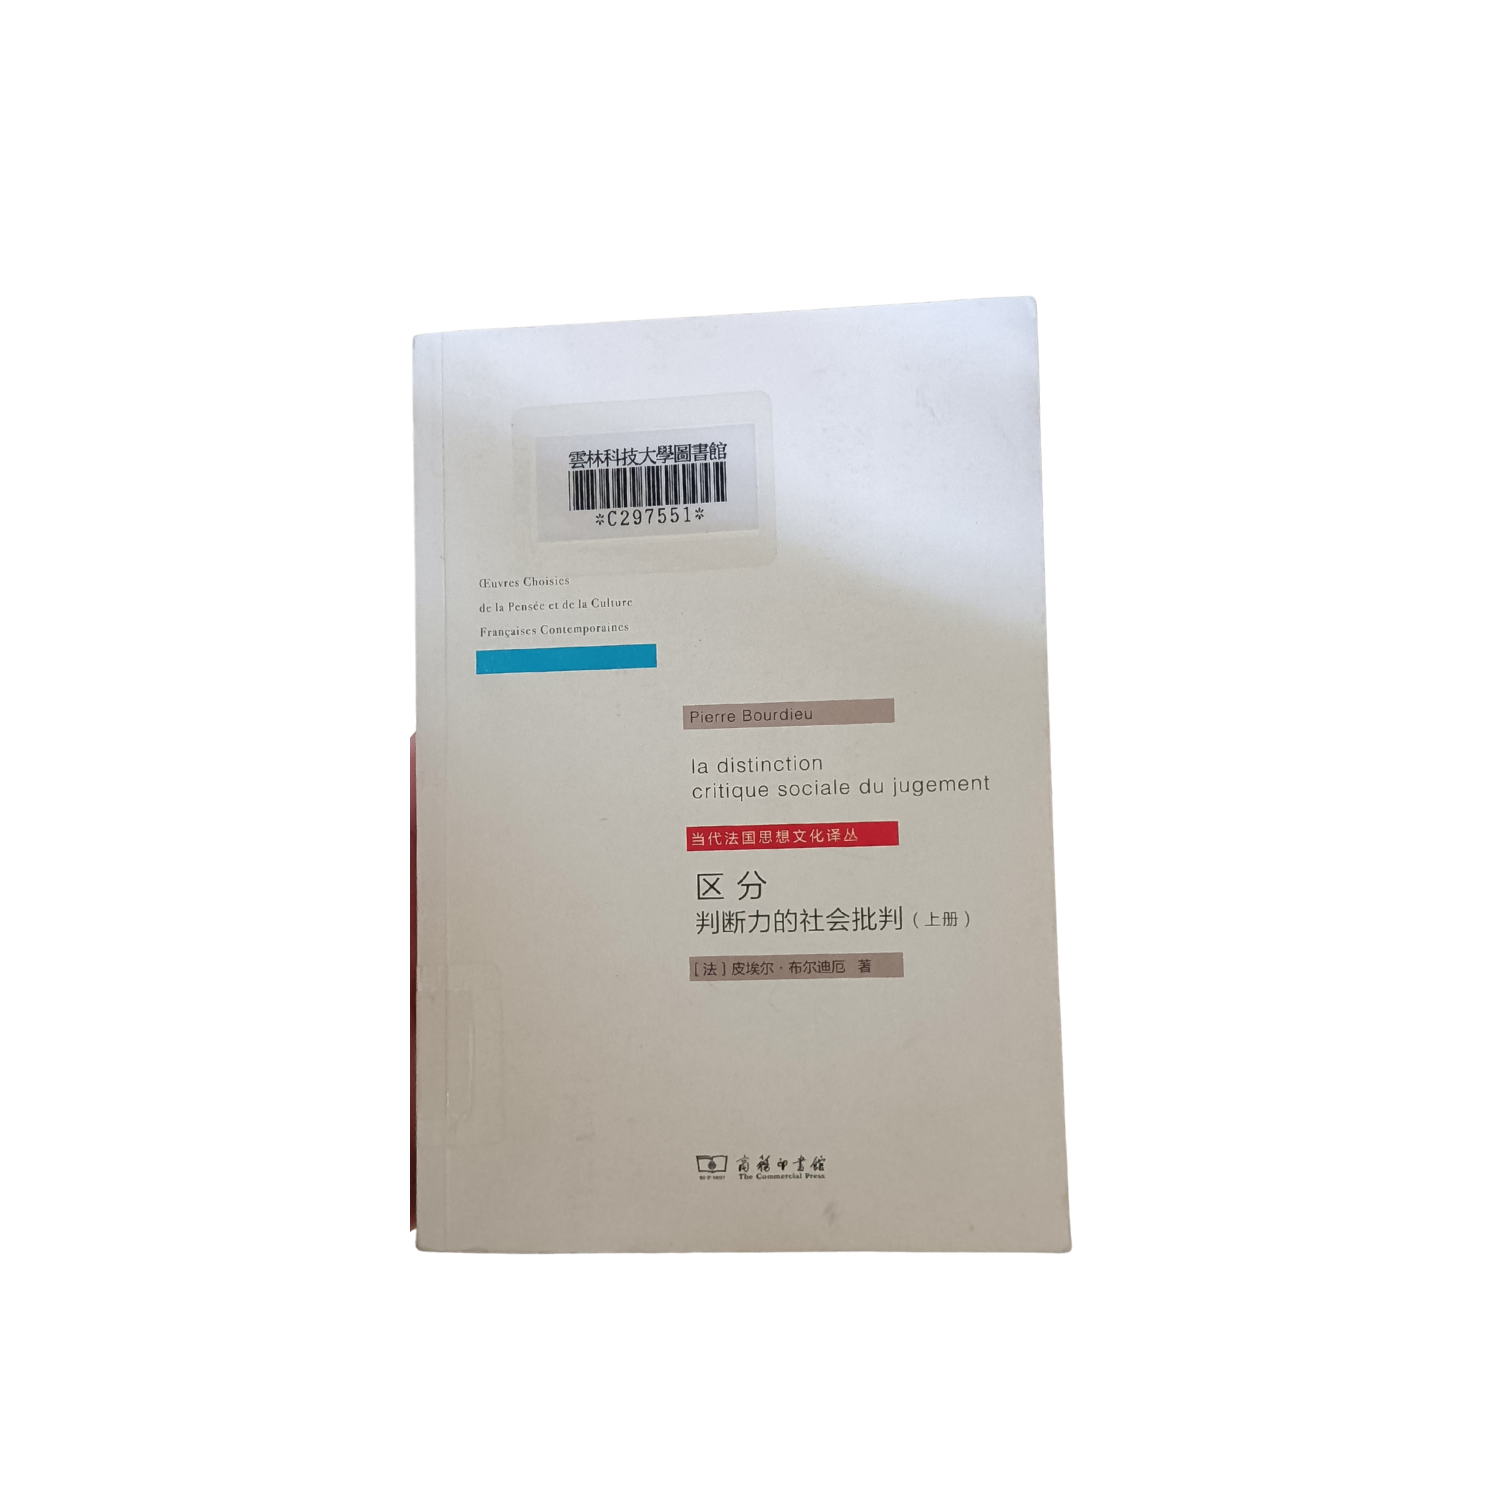 雲林科技大學圖書館
*C297551*
Œuvres Choisies
de la Pensée et de la Culture
Françaises Contemporaines
Pierre Bourdieu
la distinction
critique sociale du jugement
当代法国思想文化译丛
区分
判断力的社会批判（上册）
［法］皮埃尔·布尔迪厄 著
商務印書館
The Commercial Press